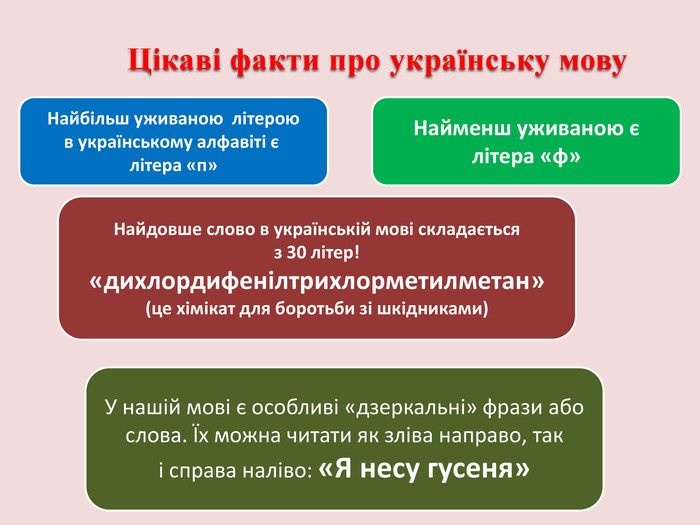 Цікаві факти про українську мову
Найбільш уживаною літерою
в українському алфавіті є
літера «п»
Найменш уживаною є
літера «ф»
Найдовше слово в українській мові складається
з 30 літер!
«дихлордифенілтрихлорметилметан»
(це хімікат для боротьби зі шкідниками)
У нашій мові є особливі «дзеркальні» фрази або
слова. Їх можна читати як зліва направо, так
і справа наліво: «Я несу гусеня»